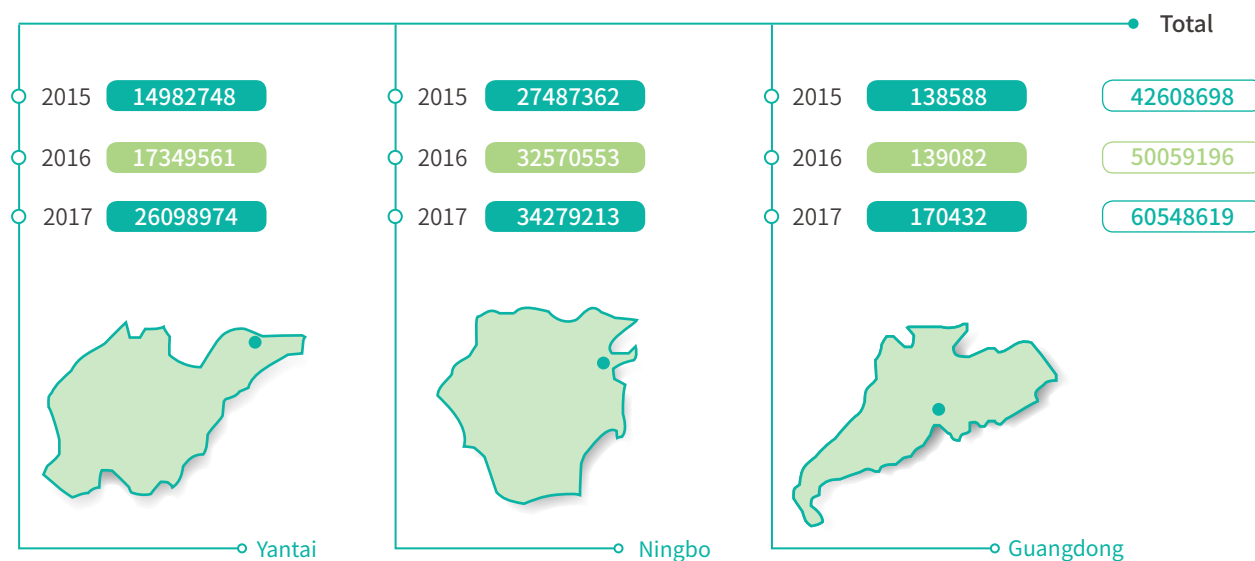 Total
2015 14982748 2015 27487362 2015 138588 42608698
2016 17349561 2016 32570553 2016 139082 50059196
2017 26098974 2017 34279213 2017 170432 60548619
Yantai Ningbo Guangdong